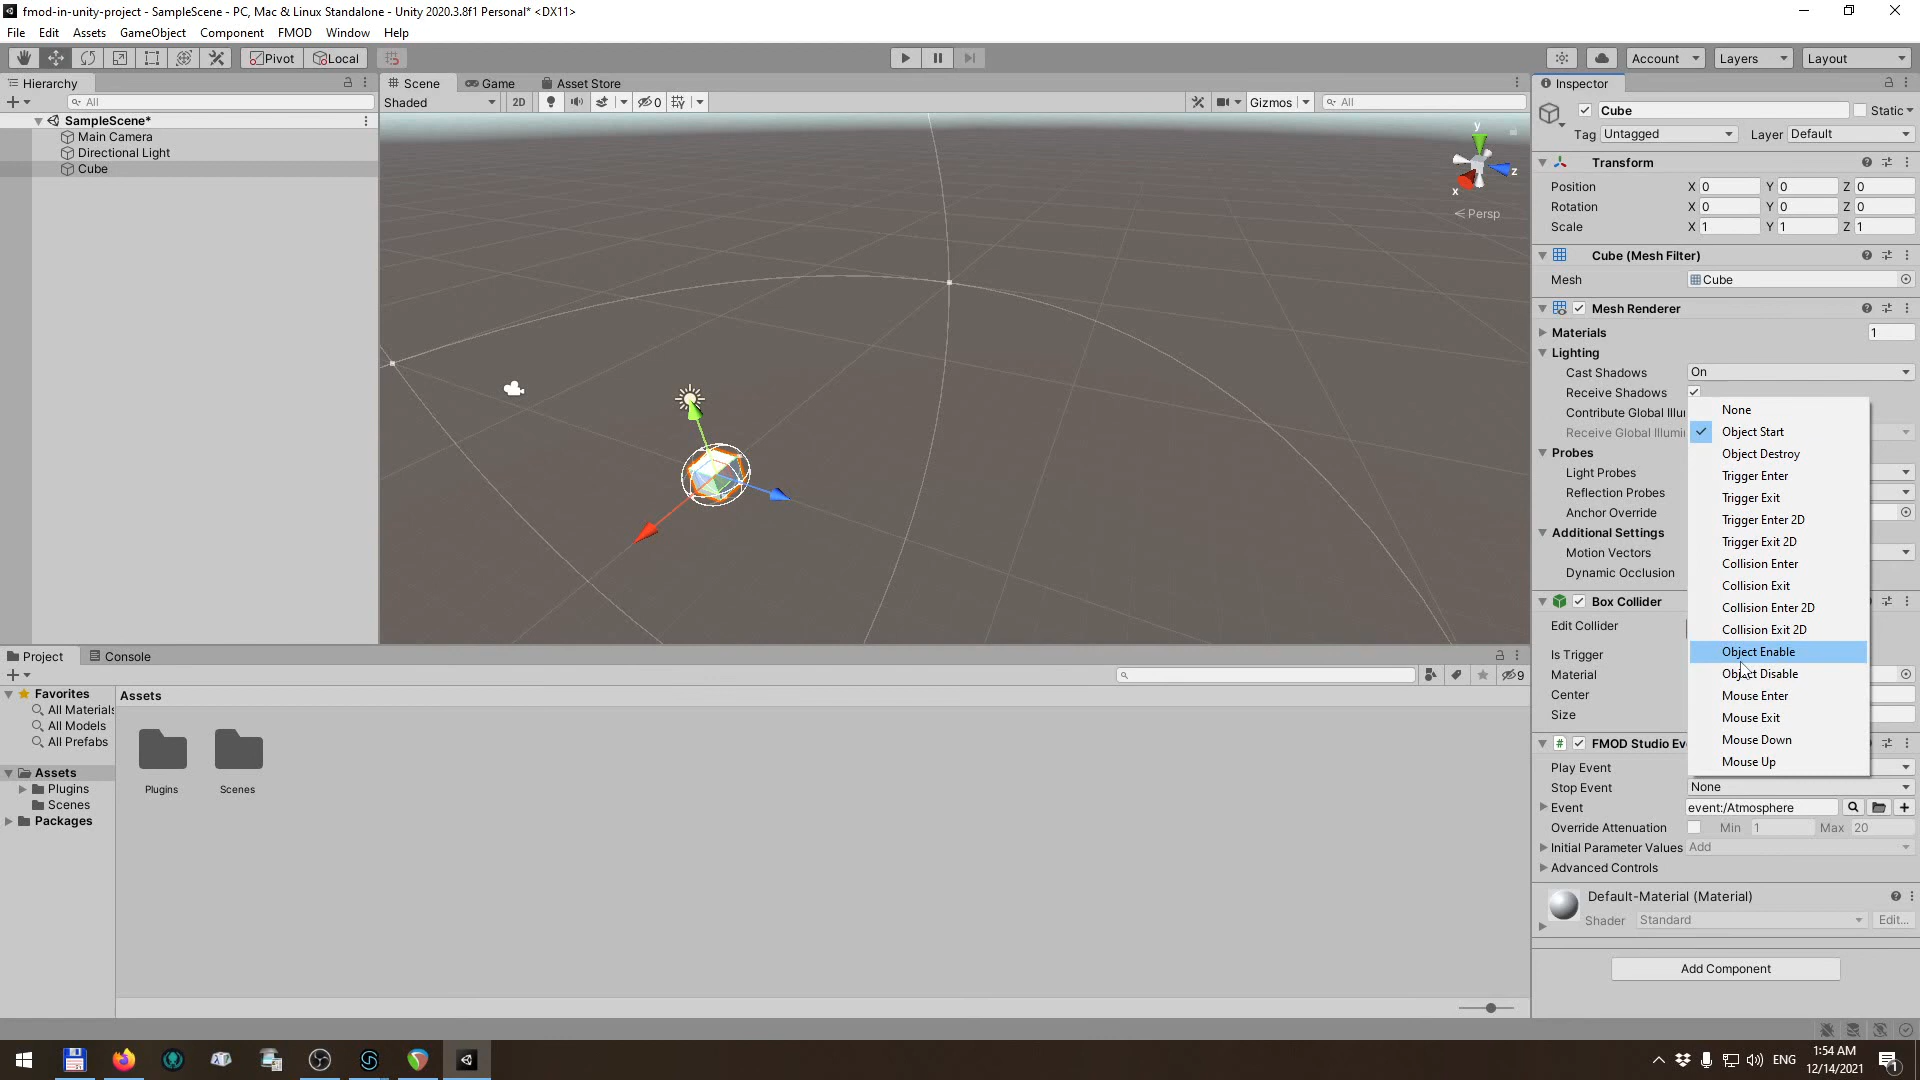 fmod-in-unity-project - SampleScene - PC, Mac & Linux Standalone - Unity 2020.3.8f1 Personal* <DX11>
File Edit Assets GameObject Component FMOD Window Help
Pivot Local Account Layers Layout
Hierarchy
All
SampleScene*
Main Camera
Directional Light
Cube
Scene Game Asset Store
Shaded 2D 0 Gizmos All
y
z
x
Persp
Inspector
Cube Static
Tag Untagged Layer Default
Transform
Position X 0 Y 0 Z 0
Rotation X 0 Y 0 Z 0
Scale X 1 Y 1 Z 1
Cube (Mesh Filter)
Mesh Cube
Mesh Renderer
Materials 1
Lighting
Cast Shadows On
Receive Shadows
Contribute Global Illu
Receive Global Illumi
Probes
Light Probes
Reflection Probes
Anchor Override
Additional Settings
Motion Vectors
Dynamic Occlusion
Box Collider
Edit Collider
Is Trigger
Material
Center
Size
FMOD Studio Eve
Play Event
Stop Event None
Event event:/Atmosphere
Override Attenuation Min 1 Max 20
Initial Parameter Values Add
Advanced Controls
Default-Material (Material)
Shader Standard Edit...
Add Component
None
Object Start
Object Destroy
Trigger Enter
Trigger Exit
Trigger Enter 2D
Trigger Exit 2D
Collision Enter
Collision Exit
Collision Enter 2D
Collision Exit 2D
Object Enable
Object Disable
Mouse Enter
Mouse Exit
Mouse Down
Mouse Up
Project Console
9
Favorites
All Materials
All Models
All Prefabs
Assets
Plugins
Scenes
Packages
Assets
Plugins Scenes
ENG 1:54 AM
12/14/2021
1